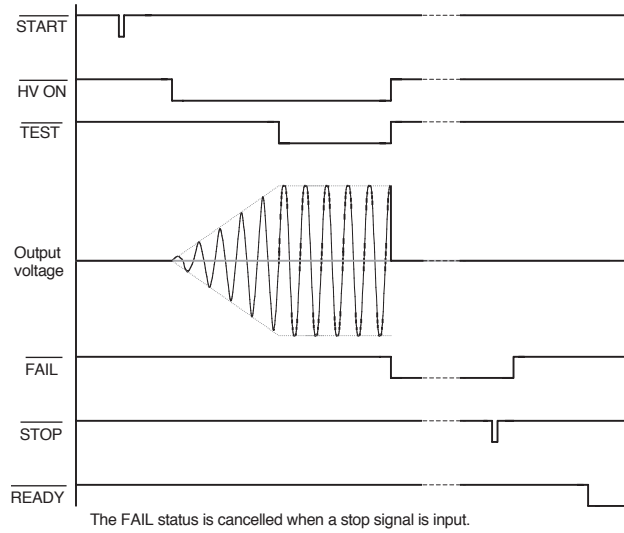 START
HV ON
TEST
Output
voltage
FAIL
STOP
READY
The FAIL status is cancelled when a stop signal is input.